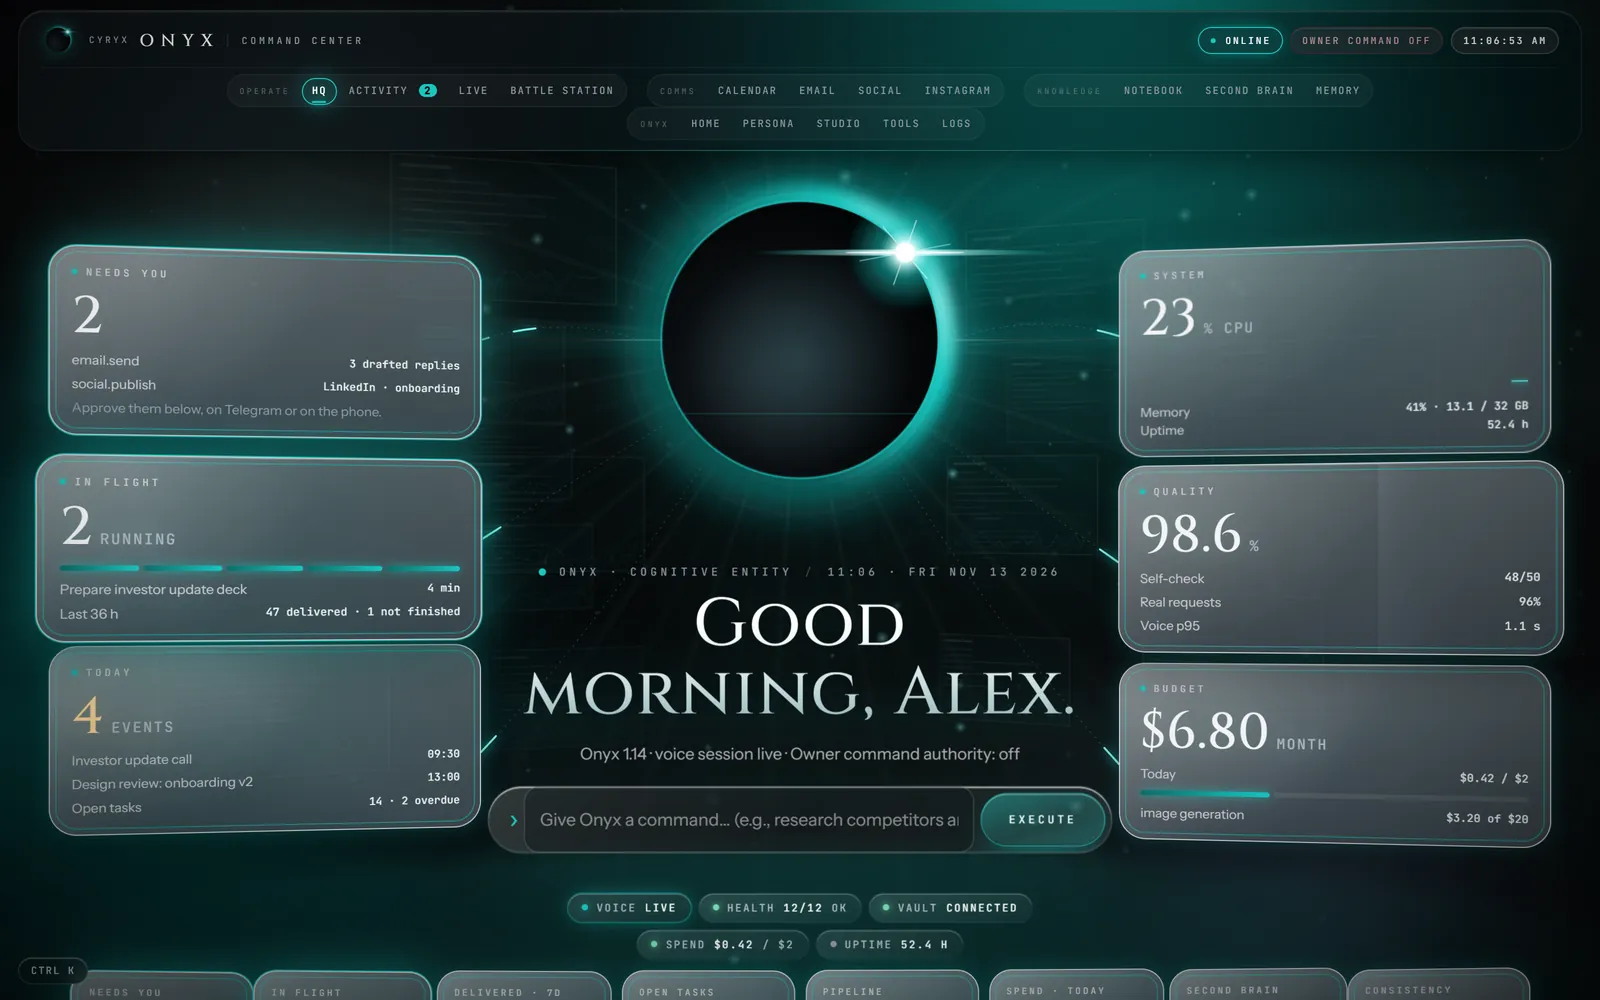 CYRYX ONYX COMMAND CENTER
ONLINE
OWNER COMMAND OFF
11:06:53 AM
OPERATE HQ ACTIVITY 2 LIVE BATTLE STATION
COMMS CALENDAR EMAIL SOCIAL INSTAGRAM
KNOWLEDGE NOTEBOOK SECOND BRAIN MEMORY
ONYX HOME PERSONA STUDIO TOOLS LOGS
NEEDS YOU
2
email.send 3 drafted replies
social.publish LinkedIn · onboarding
Approve them below, on Telegram or on the phone.
IN FLIGHT
2 RUNNING
Prepare investor update deck 4 min
Last 36 h 47 delivered · 1 not finished
TODAY
4 EVENTS
Investor update call 09:30
Design review: onboarding v2 13:00
Open tasks 14 · 2 overdue
ONYX · COGNITIVE ENTITY / 11:06 · FRI NOV 13 2026
GOOD
MORNING, ALEX.
Onyx 1.14 · voice session live · Owner command authority: off
› Give Onyx a command... (e.g., research competitors a
EXECUTE
SYSTEM
23 % CPU
Memory 41% · 13.1 / 32 GB
Uptime 52.4 h
QUALITY
98.6 %
Self-check 48/50
Real requests 96%
Voice p95 1.1 s
BUDGET
$6.80 MONTH
Today $0.42 / $2
image generation $3.20 of $20
VOICE LIVE
HEALTH 12/12 OK
VAULT CONNECTED
SPEND $0.42 / $2
UPTIME 52.4 H
CTRL K
NEEDS YOU
IN FLIGHT
DELIVERED · 7D
OPEN TASKS
PIPELINE
SPEND · TODAY
SECOND BRAIN
CONSISTENCY